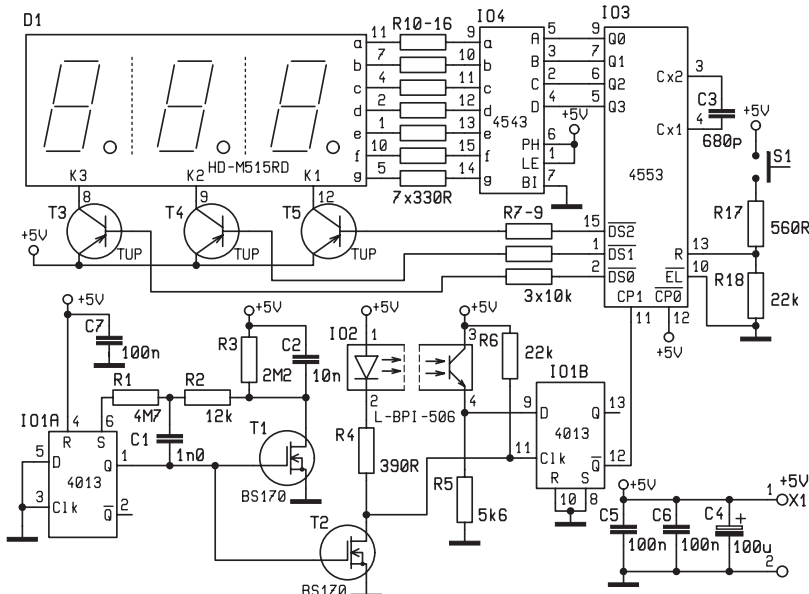 D1
R10-16
IO4
IO3
a 11 9 a A 5 9 Q0
b 7 10 b B 3 7 Q1
c 4 11 c C 2 6 Q2
d 2 12 d D 4 5 Q3
e 1 13 e
f 10 15 f
g 5 14 g
4543
PH 6
LE 1
BI 7
+5V
HD-M515RD
7x330R
K3 K2 K1
8 9 12
Cx2 3
C3
4
Cx1
680p
+5V
S1
4553
R17
560R
T3 T4 T5
TUP TUP TUP
+5V
R7-9
3x10k
15 DS2
1 DS1
2 DS0
R 13
EL 10
CP1 CP0
11 12
+5V
R18
22k
+5V
C7
100n
R1
4M7
R2
12k
+5V
R3
2M2
C2
10n
+5V
IO2
1
2
+5V
3
4
R6
22k
L-BPI-506
IO1A
4 6
R S
5 D
Q 1
4013
3 Clk
Q 2
C1
1n0
T1
BS170
R4
390R
T2
BS170
R5
5k6
IO1B
9 D Q 13
4013
11 Clk
Q 12
R S
10 8
+5V
C5
100n
C6
100n
C4
+
100u
+5V
1
X1
2